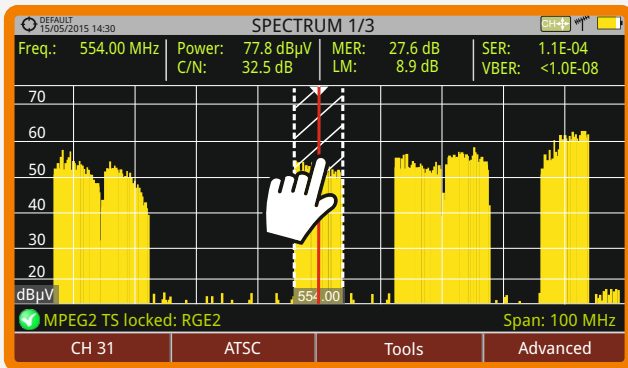 DEFAULT
15/05/2015 14:30
SPECTRUM 1/3
CH
Freq.: 554.00 MHz
Power: 77.8 dBµV
MER: 27.6 dB
SER: 1.1E-04
C/N: 32.5 dB
LM: 8.9 dB
VBER: <1.0E-08
70
60
50
40
30
20
dBµV
554.00
MPEG2 TS locked: RGE2
Span: 100 MHz
CH 31
ATSC
Tools
Advanced